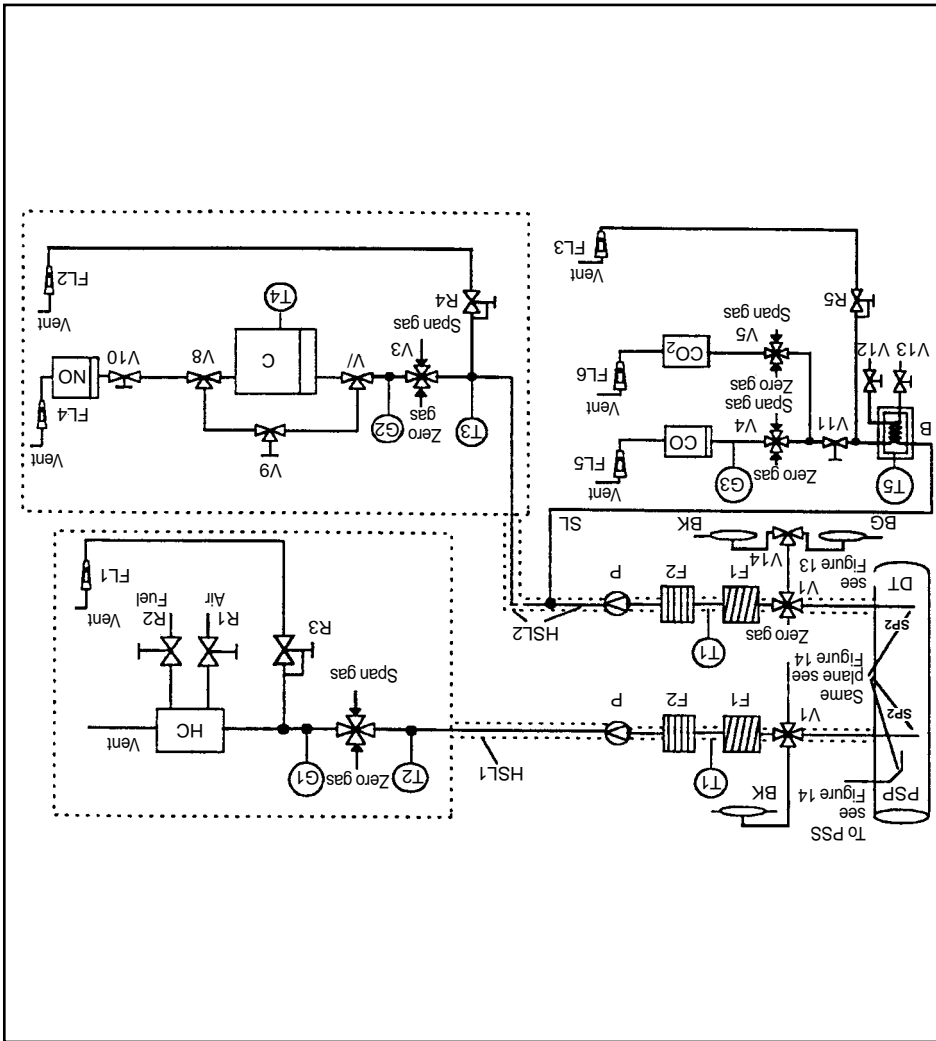 To PSS
see
Figure 14
PSP
BK
T1
T2
Zero gas
G1
HC
Vent
SP2
V1
F1
F2
P
HSL1
Span gas
R3
R1
Air
R2
Fuel
Vent
FL1
Same
plane see
Figure 14
SP2
DT
see
Figure 13
V1
Zero gas
T1
F1
F2
P
HSL2
V14
BG
BK
SL
B
T5
V13
V12
R5
V11
Zero gas
V4
Span gas
G3
CO
FL5
Vent
Zero gas
V5
Span gas
CO2
FL6
Vent
FL3
Vent
T3
Zero
gas
V3
Span gas
R4
G2
V7
V9
C
T4
V8
V10
NO
FL4
Vent
FL2
Vent